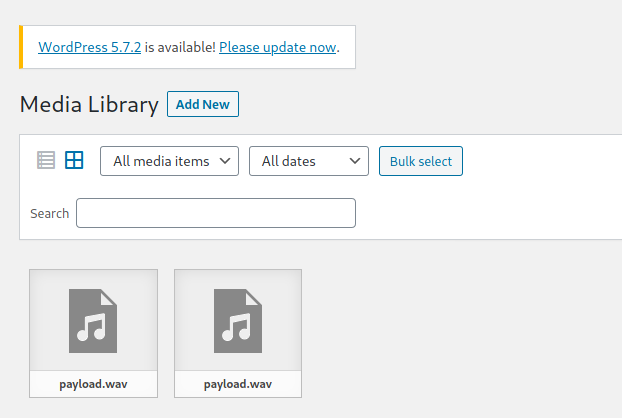 WordPress 5.7.2 is available! Please update now.
Media Library Add New
All media items All dates Bulk select
Search
payload.wav payload.wav